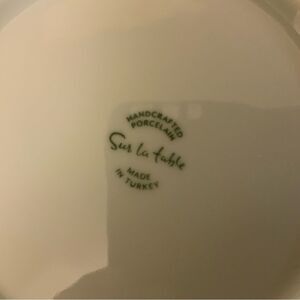 HANDCRAFTED
PORCELAIN
Sur la table
MADE
IN TURKEY